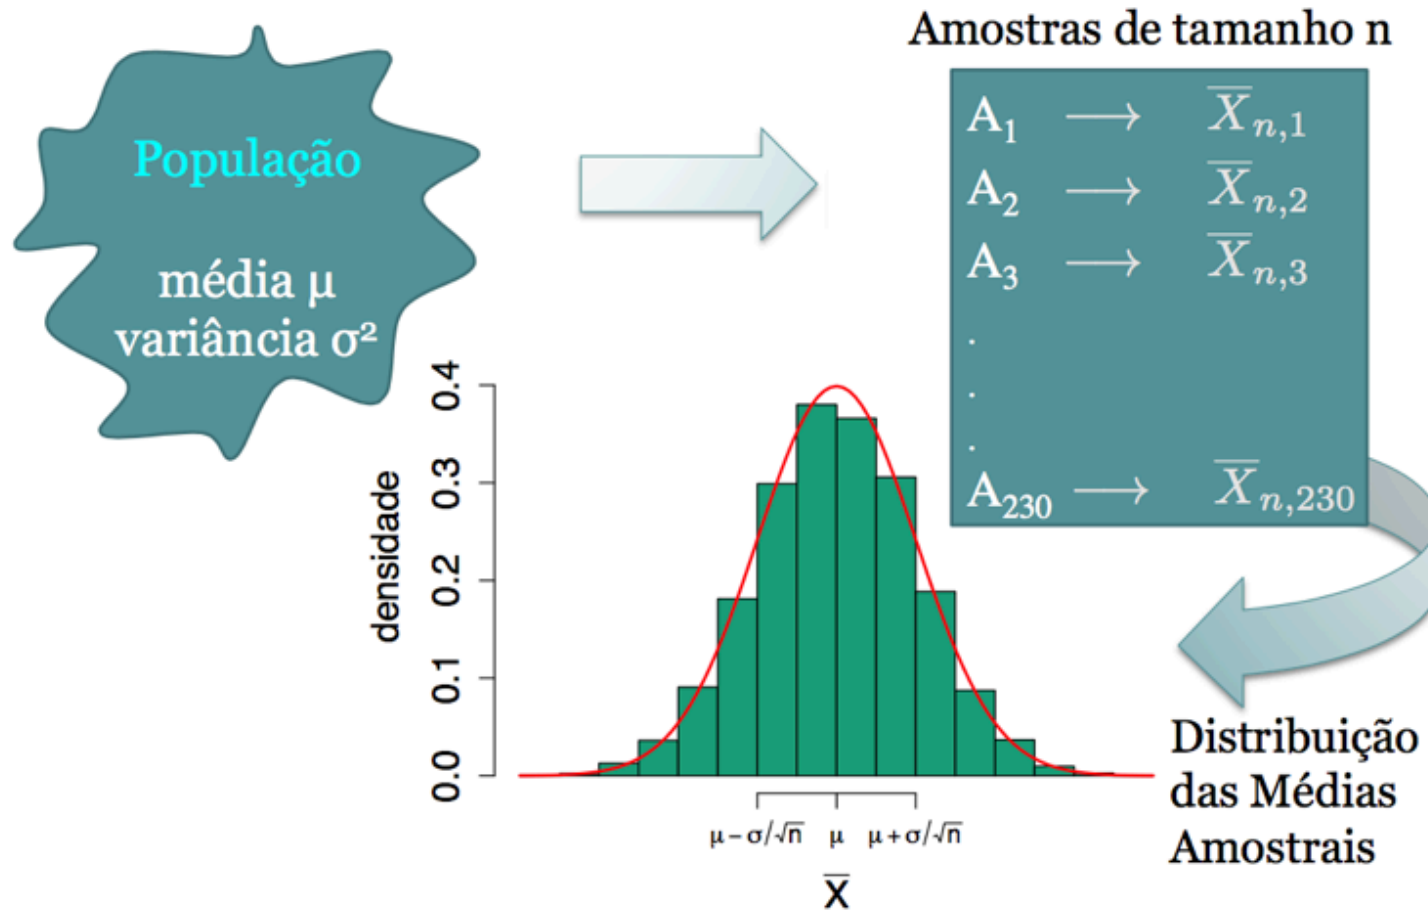 Amostras de tamanho n
População
média μ
variância σ²
A₁ ⟶ X̅ₙ,₁
A₂ ⟶ X̅ₙ,₂
A₃ ⟶ X̅ₙ,₃
.
.
.
A₂₃₀ ⟶ X̅ₙ,₂₃₀
densidade
0.4
0.3
0.2
0.1
0.0
μ − σ/√n μ μ + σ/√n
X̅
Distribuição
das Médias
Amostrais